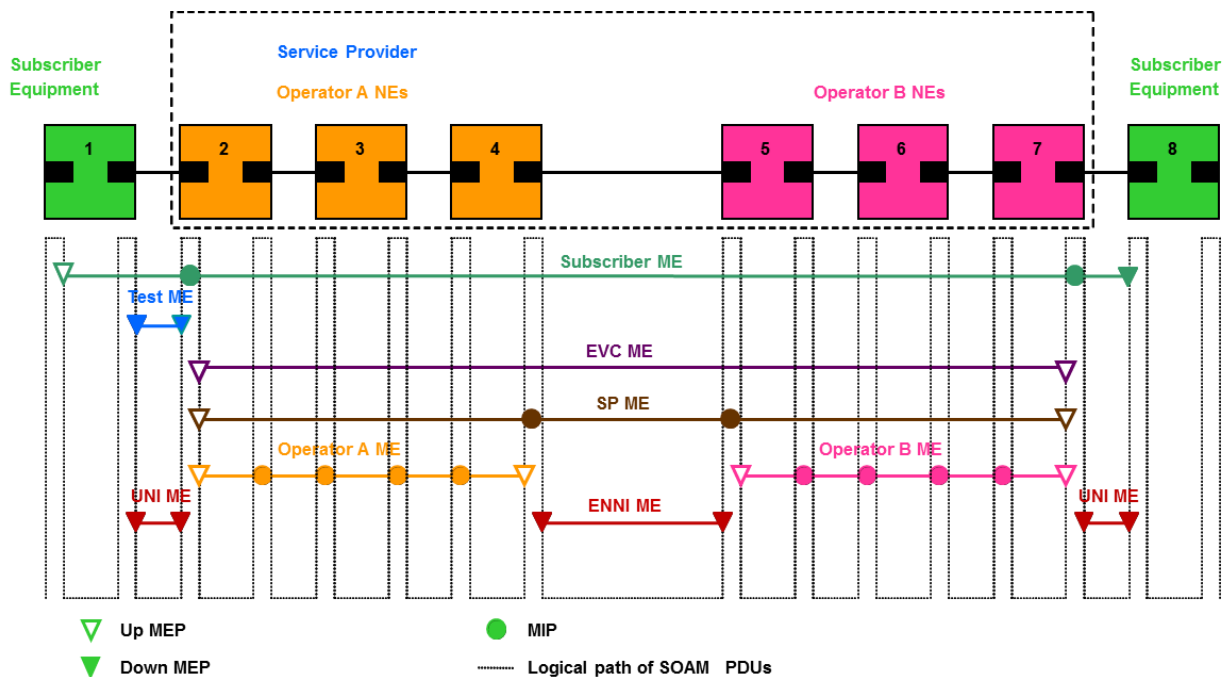 Service Provider
Subscriber
Equipment
Operator A NEs
Operator B NEs
Subscriber
Equipment
1
2
3
4
5
6
7
8
Subscriber ME
Test ME
EVC ME
SP ME
Operator A ME
Operator B ME
UNI ME
ENNI ME
UNI ME
Up MEP
MIP
Down MEP
Logical path of SOAM PDUs